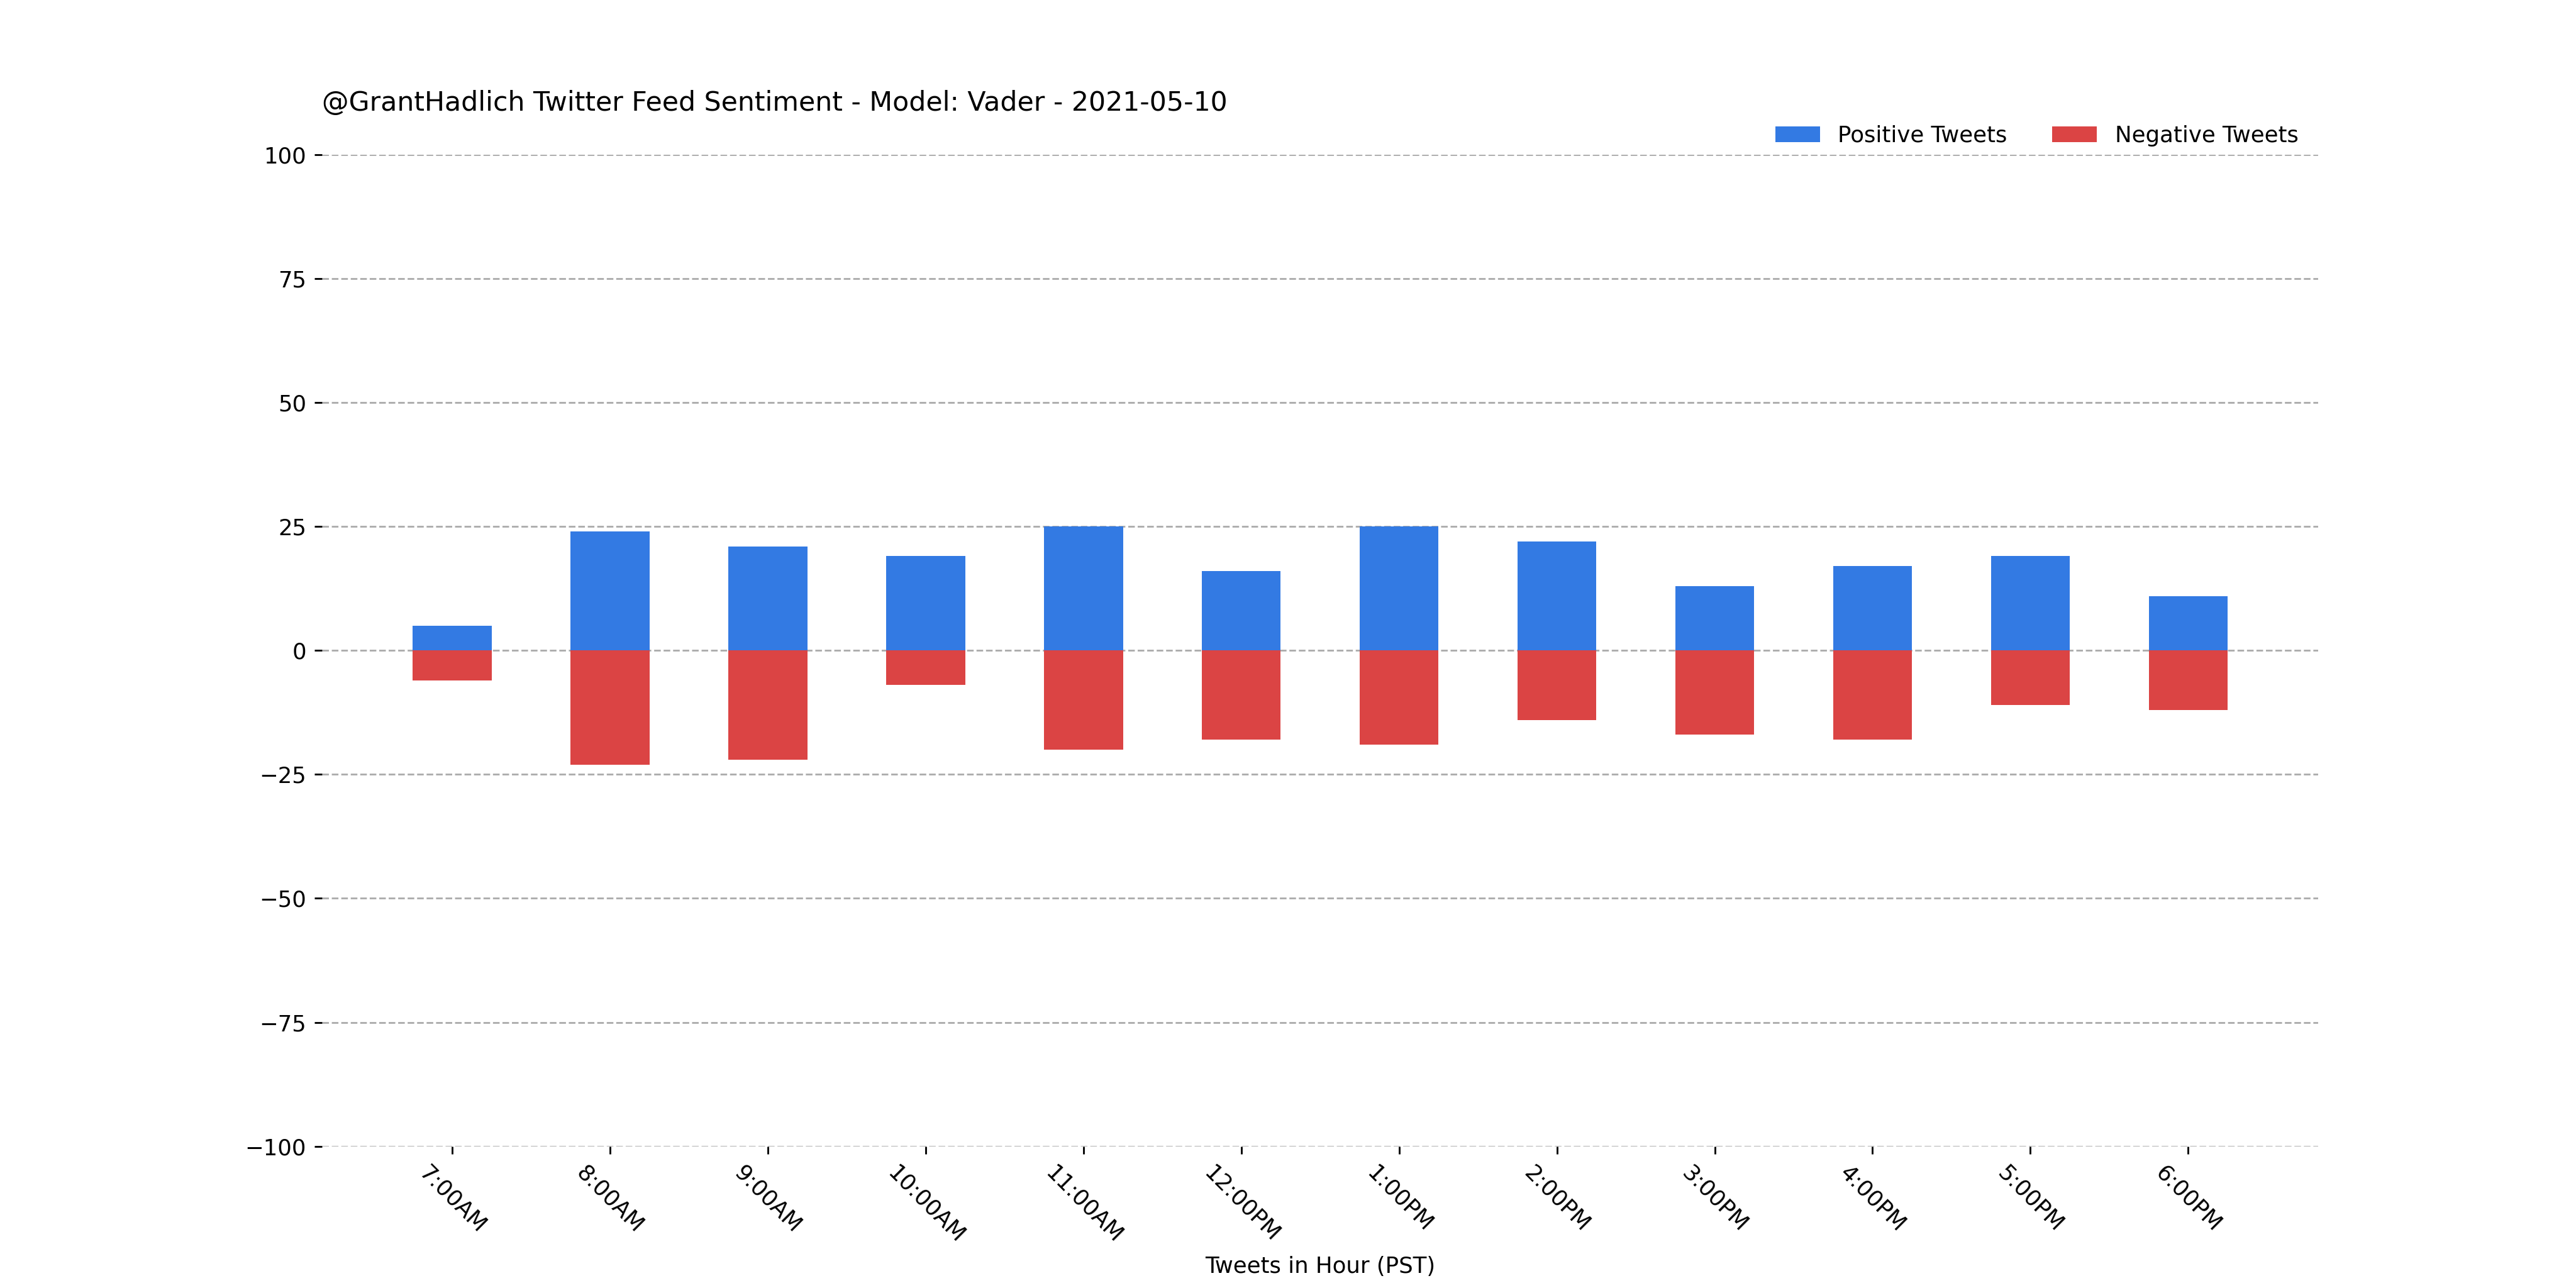 @GrantHadlich Twitter Feed Sentiment - Model: Vader - 2021-05-10
Positive Tweets Negative Tweets
100
75
50
25
0
−25
−50
−75
−100
7:00AM 8:00AM 9:00AM 10:00AM 11:00AM 12:00PM 1:00PM 2:00PM 3:00PM 4:00PM 5:00PM 6:00PM
Tweets in Hour (PST)